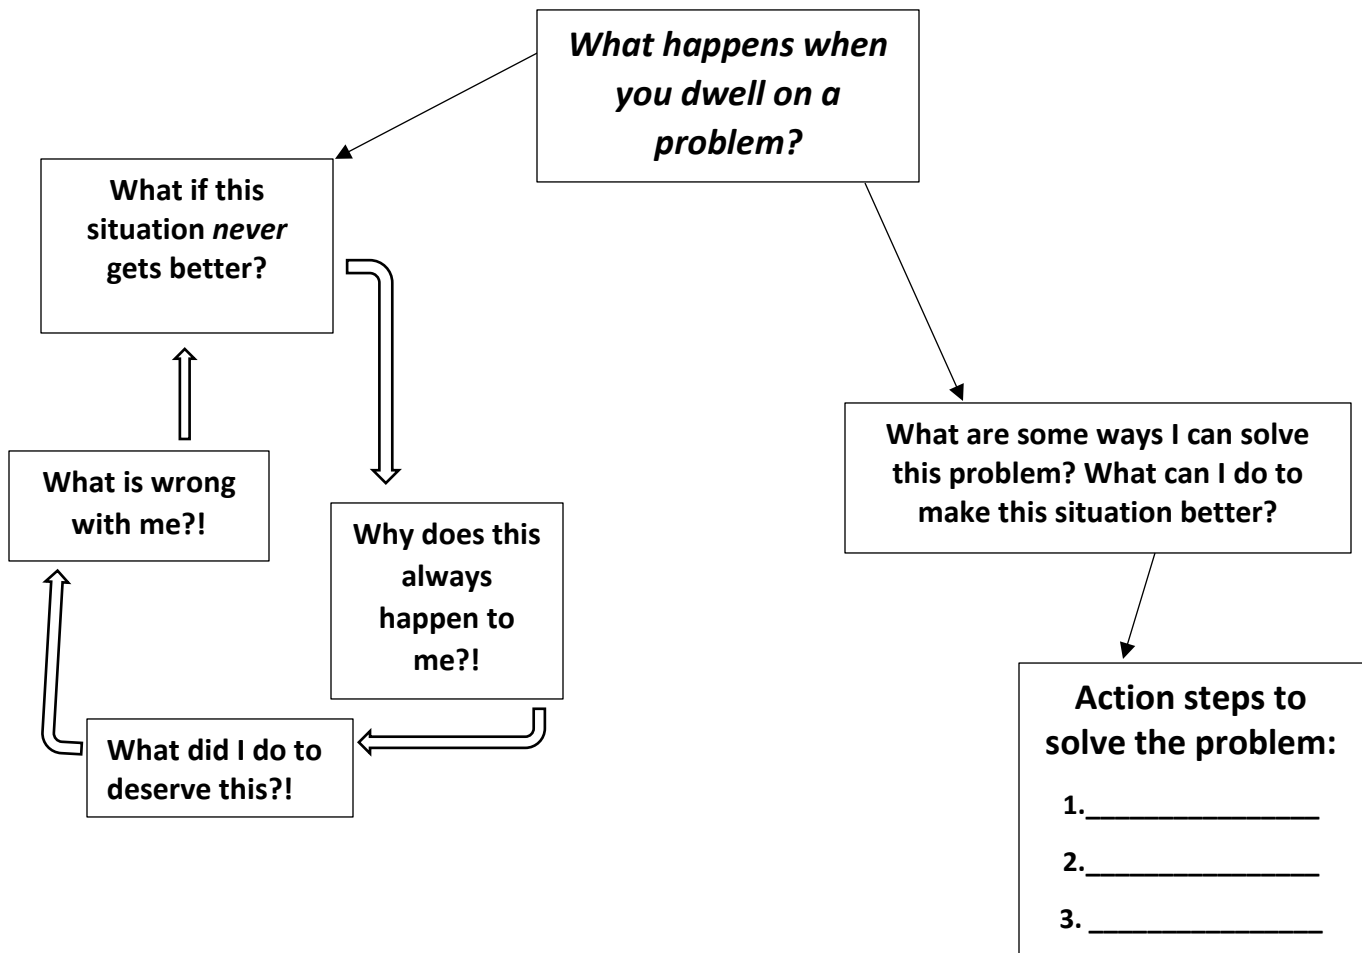 What happens when
you dwell on a
problem?
What if this
situation never
gets better?
What is wrong
with me?!
Why does this
always
happen to
me?!
What did I do to
deserve this?!
What are some ways I can solve
this problem? What can I do to
make this situation better?
Action steps to
solve the problem:
1.________________
2.________________
3. ________________